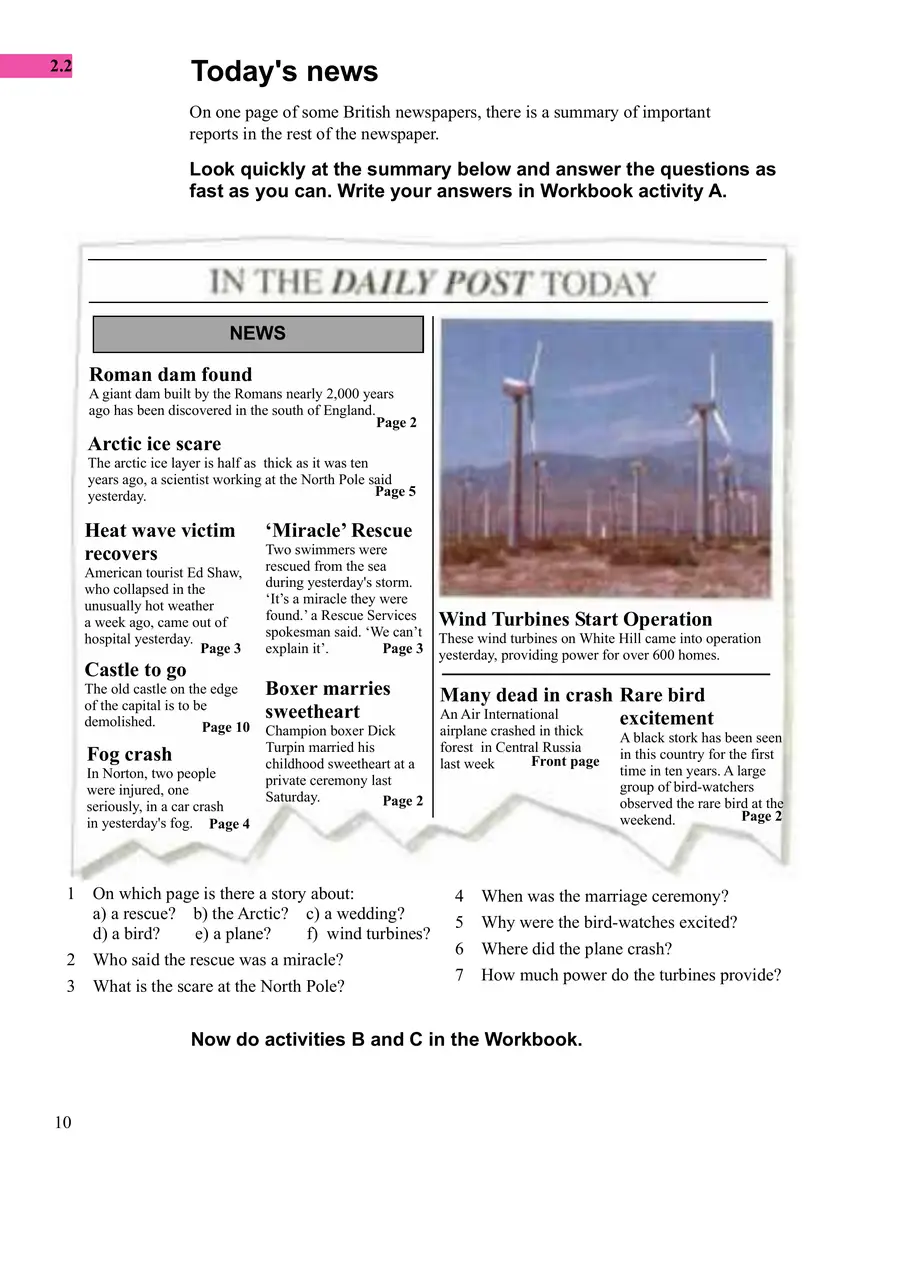 2.2
Today's news
On one page of some British newspapers, there is a summary of important
reports in the rest of the newspaper.
Look quickly at the summary below and answer the questions as
fast as you can. Write your answers in Workbook activity A.
IN THE DAILY POST TODAY
NEWS
Roman dam found
A giant dam built by the Romans nearly 2,000 years
ago has been discovered in the south of England.
Page 2
Arctic ice scare
The arctic ice layer is half as thick as it was ten
years ago, a scientist working at the North Pole said
yesterday.
Page 5
Heat wave victim
recovers
American tourist Ed Shaw,
who collapsed in the
unusually hot weather
a week ago, came out of
hospital yesterday.
Page 3
Castle to go
The old castle on the edge
of the capital is to be
demolished.
Page 10
Fog crash
In Norton, two people
were injured, one
seriously, in a car crash
in yesterday's fog. Page 4
‘Miracle’ Rescue
Two swimmers were
rescued from the sea
during yesterday's storm.
‘It’s a miracle they were
found.’ a Rescue Services
spokesman said. ‘We can’t
explain it’. Page 3
Boxer marries
sweetheart
Champion boxer Dick
Turpin married his
childhood sweetheart at a
private ceremony last
Saturday.
Page 2
Wind Turbines Start Operation
These wind turbines on White Hill came into operation
yesterday, providing power for over 600 homes.
Many dead in crash
An Air International
airplane crashed in thick
forest in Central Russia
last week Front page
Rare bird
excitement
A black stork has been seen
in this country for the first
time in ten years. A large
group of bird-watchers
observed the rare bird at the
weekend. Page 2
1 On which page is there a story about:
a) a rescue? b) the Arctic? c) a wedding?
d) a bird? e) a plane? f) wind turbines?
2 Who said the rescue was a miracle?
3 What is the scare at the North Pole?
4 When was the marriage ceremony?
5 Why were the bird-watches excited?
6 Where did the plane crash?
7 How much power do the turbines provide?
Now do activities B and C in the Workbook.
10